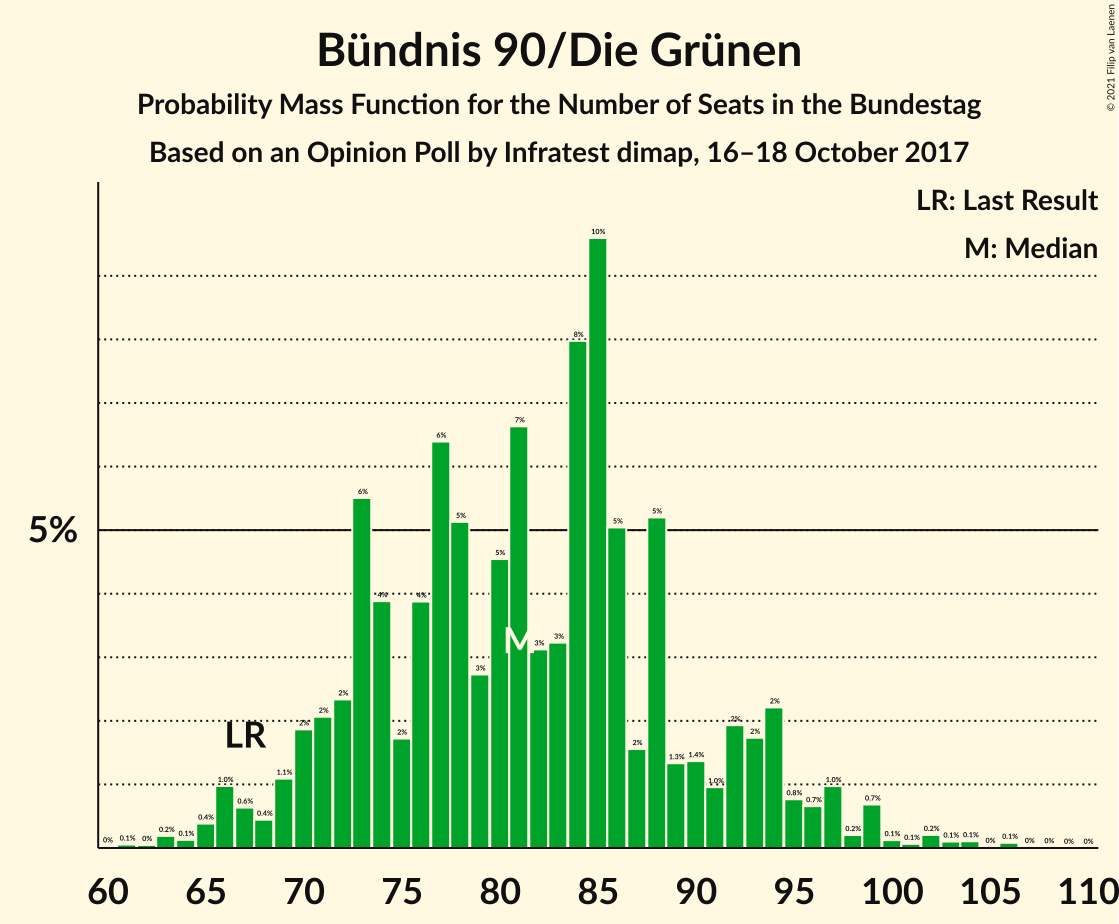 Bündnis 90/Die Grünen
Probability Mass Function for the Number of Seats in the Bundestag
Based on an Opinion Poll by Infratest dimap, 16–18 October 2017
© 2021 Filip van Laenen
LR: Last Result
M: Median
5%
LR
M
0% 0.1% 0% 0.2% 0.1% 0.4% 1.0% 0.6% 0.4% 1.1% 2% 2% 2% 6% 4% 2% 4% 6% 5% 3% 5% 7% 3% 3% 8% 10% 5% 2% 5% 1.3% 1.4% 1.0% 2% 2% 2% 0.8% 0.7% 1.0% 0.2% 0.7% 0.1% 0.1% 0.2% 0.1% 0.1% 0% 0.1% 0% 0% 0% 0%
60 65 70 75 80 85 90 95 100 105 110